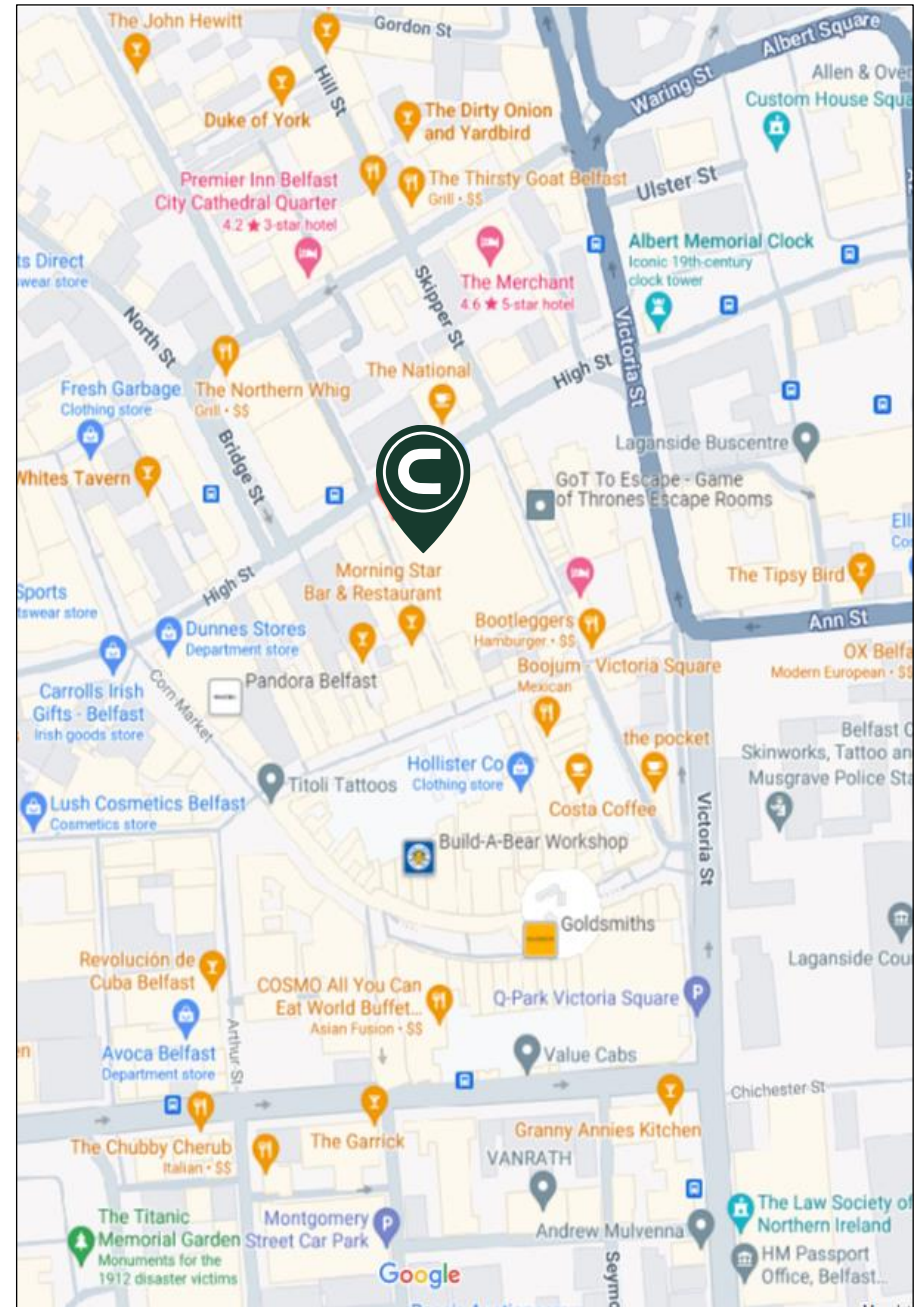 The John Hewitt
Gordon St
Albert Square
Hill St
Waring St
Allen & Over
Custom House Squa
Duke of York
The Dirty Onion
and Yardbird
Premier Inn Belfast
City Cathedral Quarter
4.2 ★ 3-star hotel
The Thirsty Goat Belfast
Grill • $$
Ulster St
ts Direct
wear store
Skipper St
The Merchant
4.6 ★ 5-star hotel
Albert Memorial Clock
Iconic 19th-century
clock tower
North St
Victoria St
High St
The National
Fresh Garbage
Clothing store
The Northern Whig
Grill • $$
Bridge St
Laganside Buscentre
Whites Tavern
C
GoT To Escape - Game
of Thrones Escape Rooms
Ell
Co
High St
Morning Star
Bar & Restaurant
The Tipsy Bird
Sports
tswear store
Dunnes Stores
Department store
Bootleggers
Hamburger • $$
Ann St
Carrolls Irish
Gifts - Belfast
Irish goods store
Corn Market
Pandora Belfast
Boojum - Victoria Square
Mexican
OX Belfa
Modern European • $$
the pocket
Belfast C
Skinworks, Tattoo an
Musgrave Police Sta
Titoli Tattoos
Hollister Co
Clothing store
Costa Coffee
Lush Cosmetics Belfast
Cosmetics store
Victoria St
Build-A-Bear Workshop
Goldsmiths
Revolución de
Cuba Belfast
Laganside Cou
COSMO All You Can
Eat World Buffet...
Asian Fusion • $$
Q-Park Victoria Square
P
en
Avoca Belfast
Department store
Arthur St
Value Cabs
Chichester St
The Chubby Cherub
Italian • $$
The Garrick
Granny Annies Kitchen
VANRATH
The Titanic
Memorial Garden
Monuments for the
1912 disaster victims
Montgomery
Street Car Park
P
Andrew Mulvenna
The Law Society of
Northern Ireland
HM Passport
Office, Belfast...
Google
Seymo